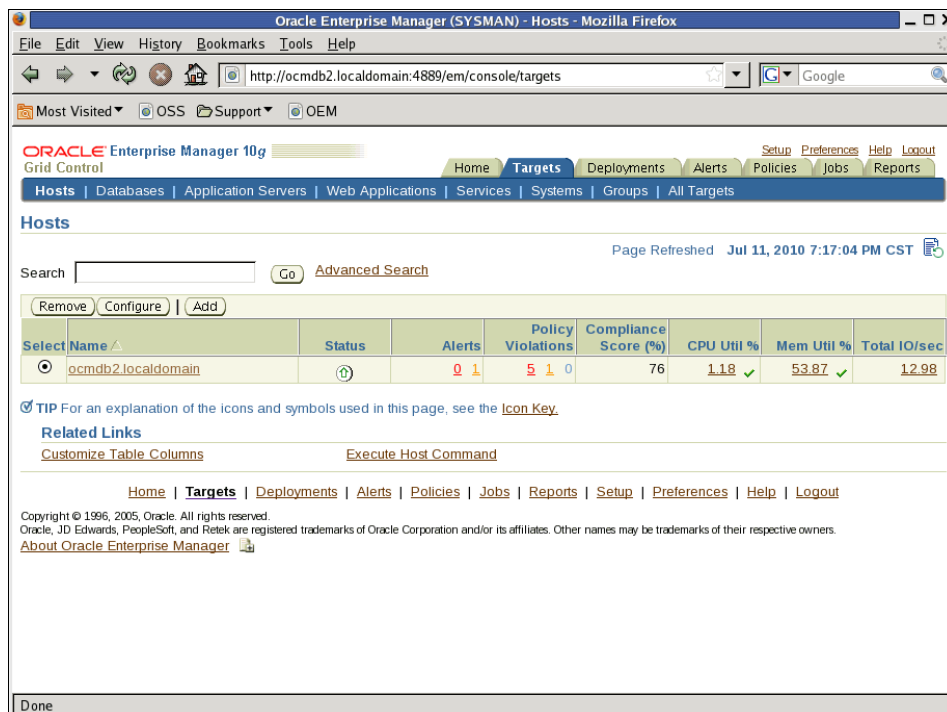 Oracle Enterprise Manager (SYSMAN) - Hosts - Mozilla Firefox
File Edit View History Bookmarks Tools Help
http://ocmdb2.localdomain:4889/em/console/targets
G Google
Most Visited OSS Support OEM
ORACLE Enterprise Manager 10g
Grid Control
Setup Preferences Help Logout
Home Targets Deployments Alerts Policies Jobs Reports
Hosts | Databases | Application Servers | Web Applications | Services | Systems | Groups | All Targets
Hosts
Page Refreshed Jul 11, 2010 7:17:04 PM CST
Search Go Advanced Search
Remove Configure | Add
Select Name Status Alerts Policy Violations Compliance Score (%) CPU Util % Mem Util % Total IO/sec
ocmdb2.localdomain 0 1 5 1 0 76 1.18 53.87 12.98
TIP For an explanation of the icons and symbols used in this page, see the Icon Key.
Related Links
Customize Table Columns Execute Host Command
Home | Targets | Deployments | Alerts | Policies | Jobs | Reports | Setup | Preferences | Help | Logout
Copyright © 1996, 2005, Oracle. All rights reserved.
Oracle, JD Edwards, PeopleSoft, and Retek are registered trademarks of Oracle Corporation and/or its affiliates. Other names may be trademarks of their respective owners.
About Oracle Enterprise Manager
Done